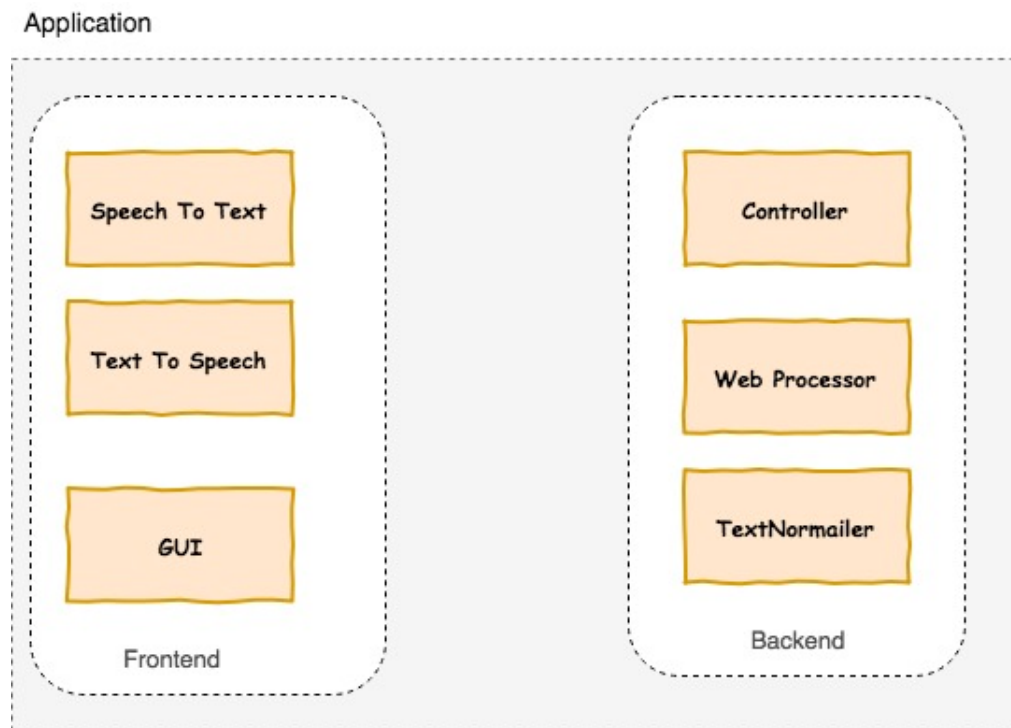 Application
Speech To Text
Text To Speech
GUI
Frontend
Controller
Web Processor
TextNormailer
Backend